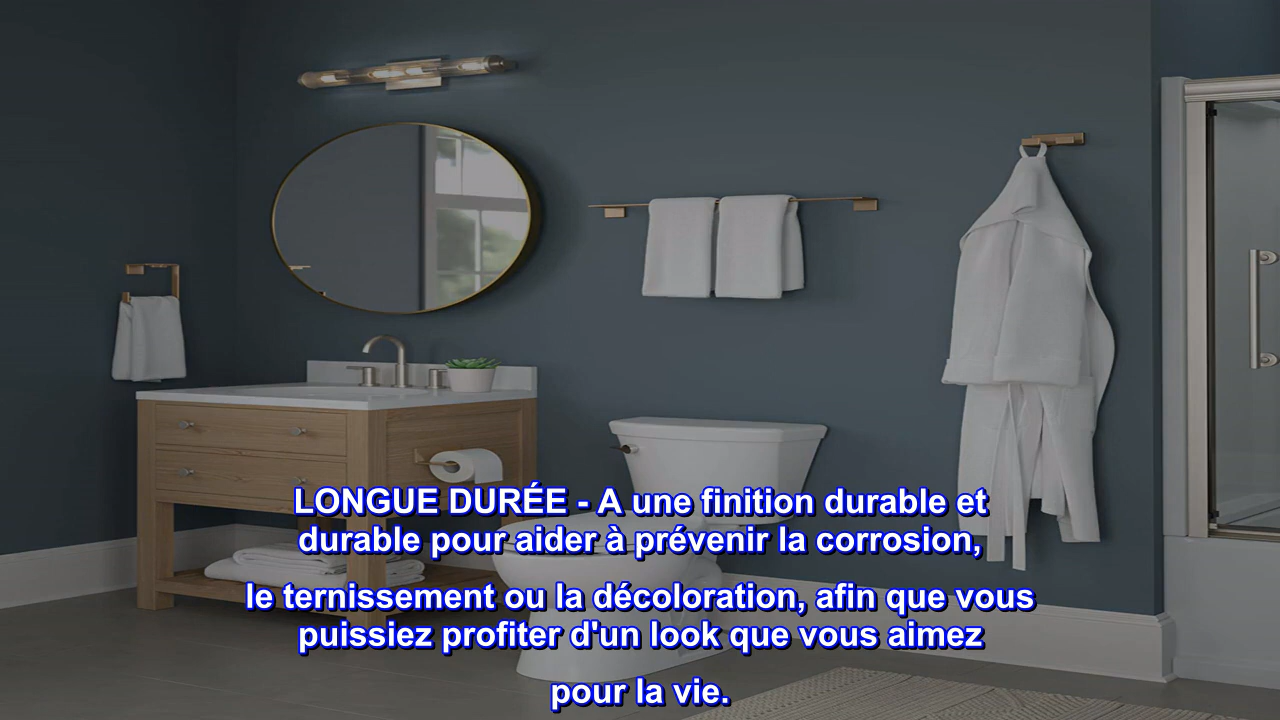 LONGUE DURÉE - A une finition durable et
durable pour aider à prévenir la corrosion,
le ternissement ou la décoloration, afin que vous
puissiez profiter d'un look que vous aimez
pour la vie.